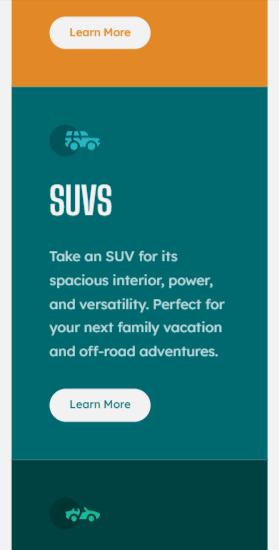 Learn More
SUVS
Take an SUV for its
spacious interior, power,
and versatility. Perfect for
your next family vacation
and off-road adventures.
Learn More